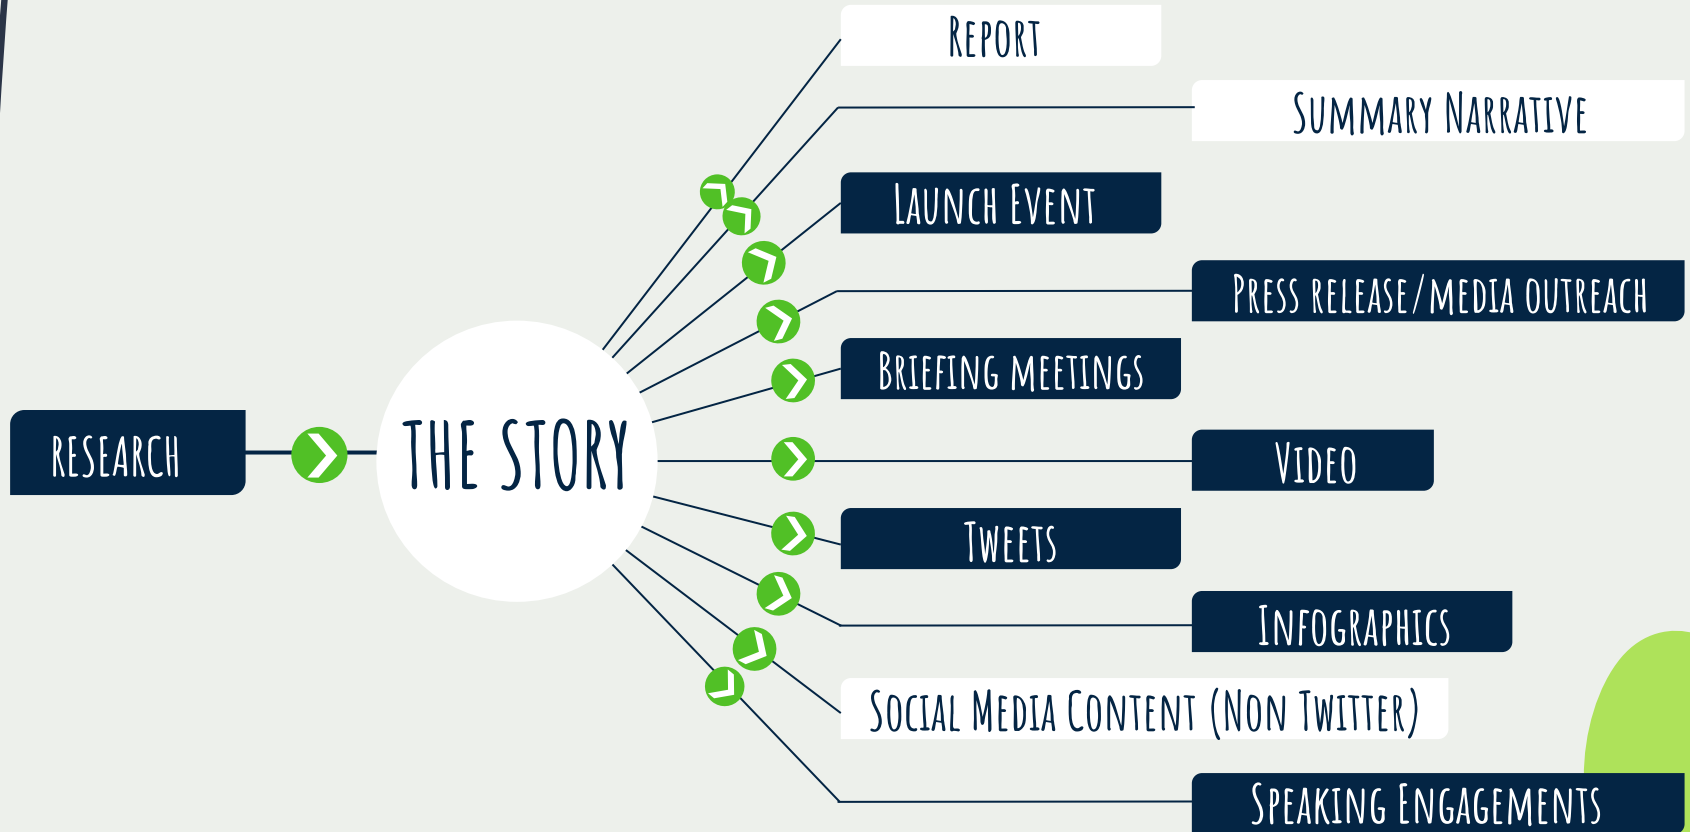 Report
Summary Narrative
Launch Event
Press release/media outreach
Briefing meetings
RESEARCH
THE STORY
Video
Tweets
Infographics
Social Media Content (Non Twitter)
Speaking Engagements